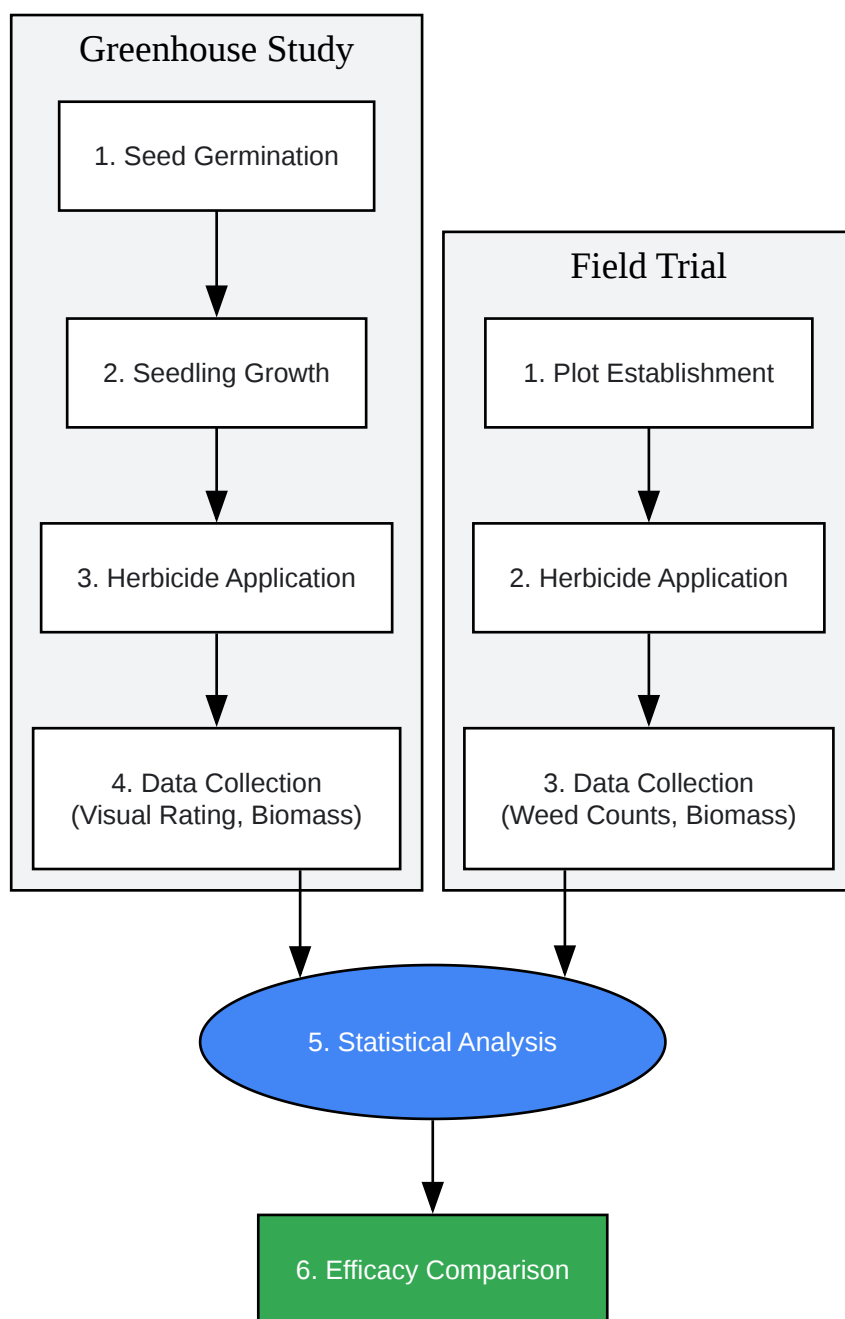 Greenhouse Study
1. Seed Germination
2. Seedling Growth
3. Herbicide Application
4. Data Collection
(Visual Rating, Biomass)
Field Trial
1. Plot Establishment
2. Herbicide Application
3. Data Collection
(Weed Counts, Biomass)
5. Statistical Analysis
6. Efficacy Comparison